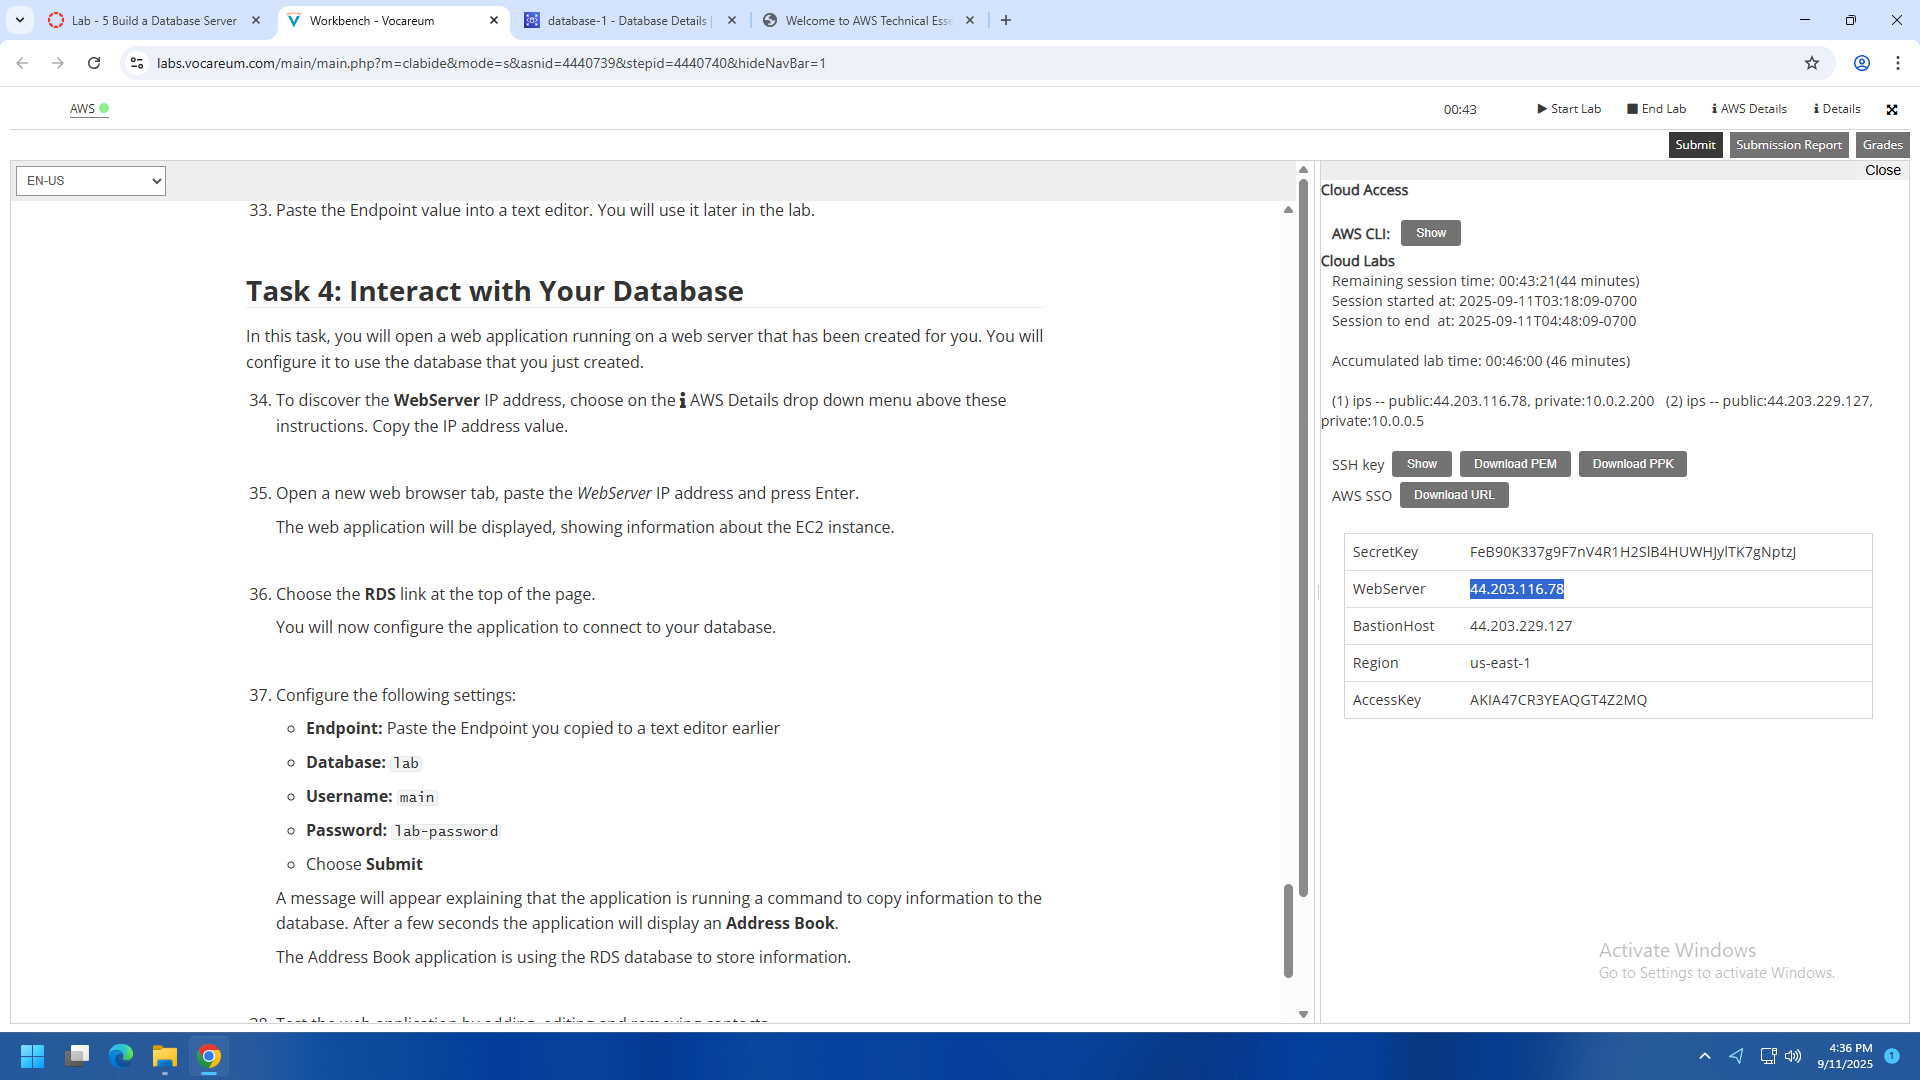 Lab - 5 Build a Database Server
Workbench - Vocareum
database-1 - Database Details
Welcome to AWS Technical Esse
labs.vocareum.com/main/main.php?m=clabide&mode=s&asnid=4440739&stepid=4440740&hideNavBar=1
AWS
00:43
Start Lab
End Lab
AWS Details
Details
Submit
Submission Report
Grades
EN-US
33. Paste the Endpoint value into a text editor. You will use it later in the lab.
Task 4: Interact with Your Database
In this task, you will open a web application running on a web server that has been created for you. You will
configure it to use the database that you just created.
34. To discover the WebServer IP address, choose on the ℹ AWS Details drop down menu above these
instructions. Copy the IP address value.
35. Open a new web browser tab, paste the WebServer IP address and press Enter.
The web application will be displayed, showing information about the EC2 instance.
36. Choose the RDS link at the top of the page.
You will now configure the application to connect to your database.
37. Configure the following settings:
Endpoint: Paste the Endpoint you copied to a text editor earlier
Database: lab
Username: main
Password: lab-password
Choose Submit
A message will appear explaining that the application is running a command to copy information to the
database. After a few seconds the application will display an Address Book.
The Address Book application is using the RDS database to store information.
38. Test the web application by adding, editing and removing contacts.
Close
Cloud Access
AWS CLI: Show
Cloud Labs
Remaining session time: 00:43:21(44 minutes)
Session started at: 2025-09-11T03:18:09-0700
Session to end at: 2025-09-11T04:48:09-0700
Accumulated lab time: 00:46:00 (46 minutes)
(1) ips -- public:44.203.116.78, private:10.0.2.200 (2) ips -- public:44.203.229.127,
private:10.0.0.5
SSH key Show Download PEM Download PPK
AWS SSO Download URL
SecretKey FeB90K337g9F7nV4R1H2SlB4HUWHJylTK7gNptzJ
WebServer 44.203.116.78
BastionHost 44.203.229.127
Region us-east-1
AccessKey AKIA47CR3YEAQGT4Z2MQ
Activate Windows
Go to Settings to activate Windows.
4:36 PM
9/11/2025
1